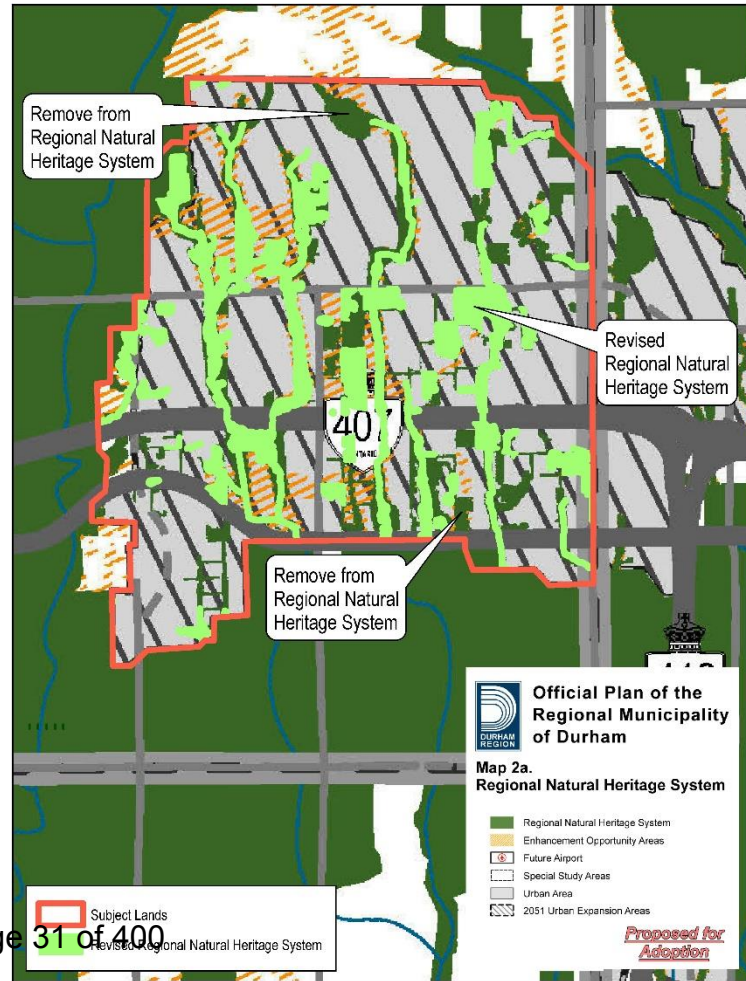 Remove from
Regional Natural
Heritage System
Revised
Regional Natural
Heritage System
407
ONTARIO
Remove from
Regional Natural
Heritage System
DURHAM
REGION
Official Plan of the
Regional Municipality
of Durham
Map 2a.
Regional Natural Heritage System
Regional Natural Heritage System
Enhancement Opportunity Areas
Future Airport
Special Study Areas
Urban Area
2051 Urban Expansion Areas
Proposed for
Adoption
Subject Lands
Revised Regional Natural Heritage System
ge 31 of 400